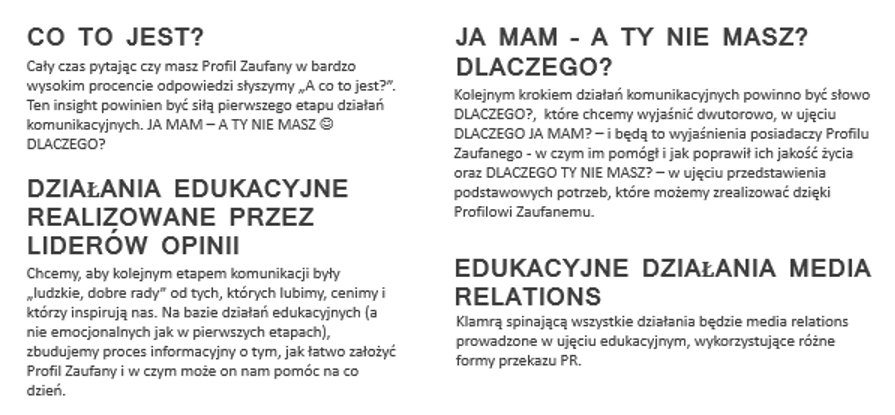 CO TO JEST?
Cały czas pytając czy masz Profil Zaufany w bardzo
wysokim procencie odpowiedzi słyszymy „A co to jest?”.
Ten insight powinien być siłą pierwszego etapu działań
komunikacyjnych. JA MAM – A TY NIE MASZ ☺
DLACZEGO?
DZIAŁANIA EDUKACYJNE
REALIZOWANE PRZEZ
LIDERÓW OPINII
Chcemy, aby kolejnym etapem komunikacji były
„ludzkie, dobre rady” od tych, których lubimy, cenimy i
którzy inspirują nas. Na bazie działań edukacyjnych (a
nie emocjonalnych jak w pierwszych etapach),
zbudujemy proces informacyjny o tym, jak łatwo założyć
Profil Zaufany i w czym może on nam pomóc na co
dzień.
JA MAM - A TY NIE MASZ?
DLACZEGO?
Kolejnym krokiem działań komunikacyjnych powinno być słowo
DLACZEGO?, które chcemy wyjaśnić dwutorowo, w ujęciu
DLACZEGO JA MAM? – i będą to wyjaśnienia posiadaczy Profilu
Zaufanego - w czym im pomógł i jak poprawił ich jakość życia
oraz DLACZEGO TY NIE MASZ? – w ujęciu przedstawienia
podstawowych potrzeb, które możemy zrealizować dzięki
Profilowi Zaufanemu.
EDUKACYJNE DZIAŁANIA MEDIA
RELATIONS
Klamrą spinającą wszystkie działania będzie media relations
prowadzone w ujęciu edukacyjnym, wykorzystujące różne
formy przekazu PR.